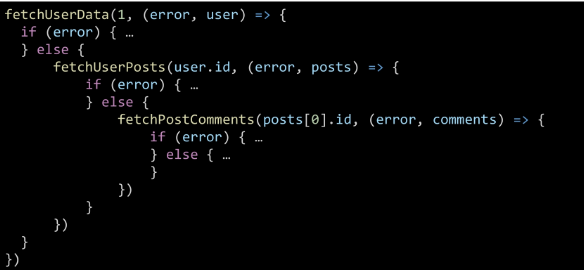 fetchUserData(1, (error, user) => {
  if (error) { …
  } else {
      fetchUserPosts(user.id, (error, posts) => {
          if (error) { …
          } else {
              fetchPostComments(posts[0].id, (error, comments) => {
                  if (error) { …
                  } else { …
                  }
              })
          }
      })
  }
})